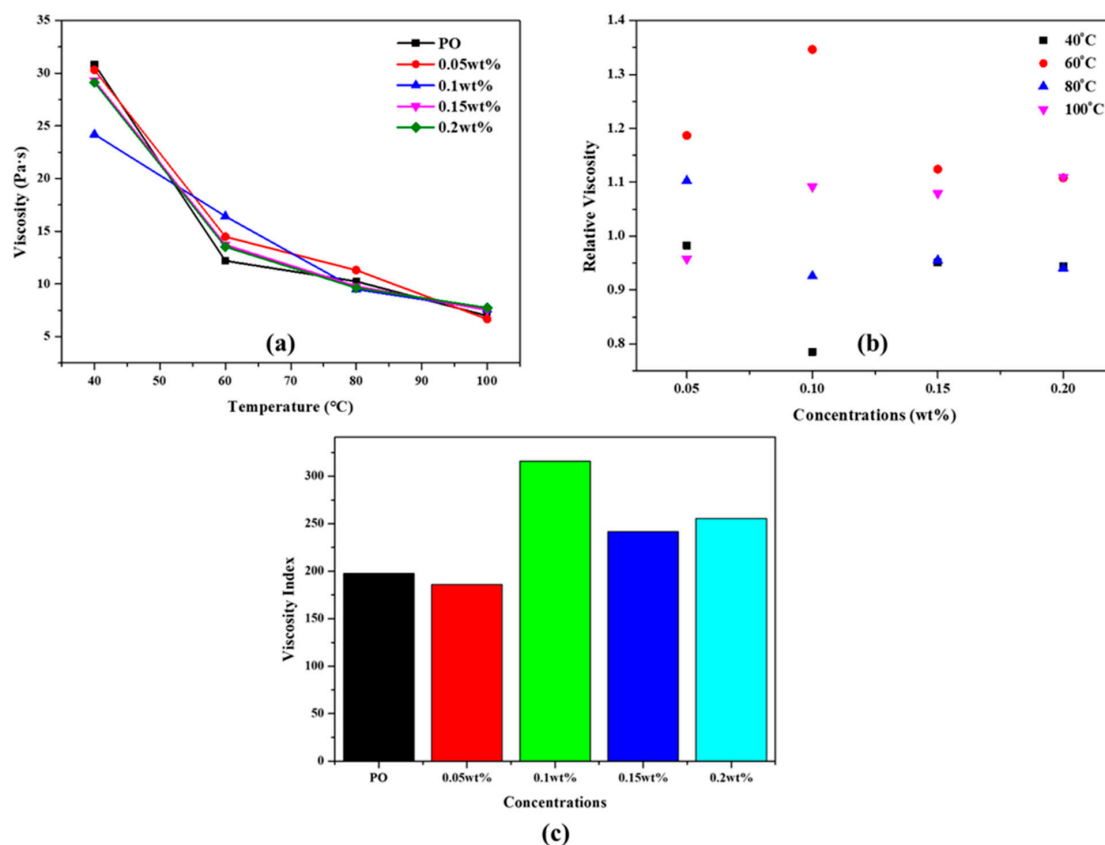 35
30
25
20
15
10
5
Viscosity (Pa·s)
PO
0.05wt%
0.1wt%
0.15wt%
0.2wt%
(a)
40 50 60 70 80 90 100
Temperature (°C)
1.4
1.3
1.2
1.1
1.0
0.9
0.8
Relative Viscosity
40°C
60°C
80°C
100°C
(b)
0.05 0.10 0.15 0.20
Concentrations (wt%)
300
250
200
150
100
50
0
Viscosity Index
PO 0.05wt% 0.1wt% 0.15wt% 0.2wt%
Concentrations
(c)